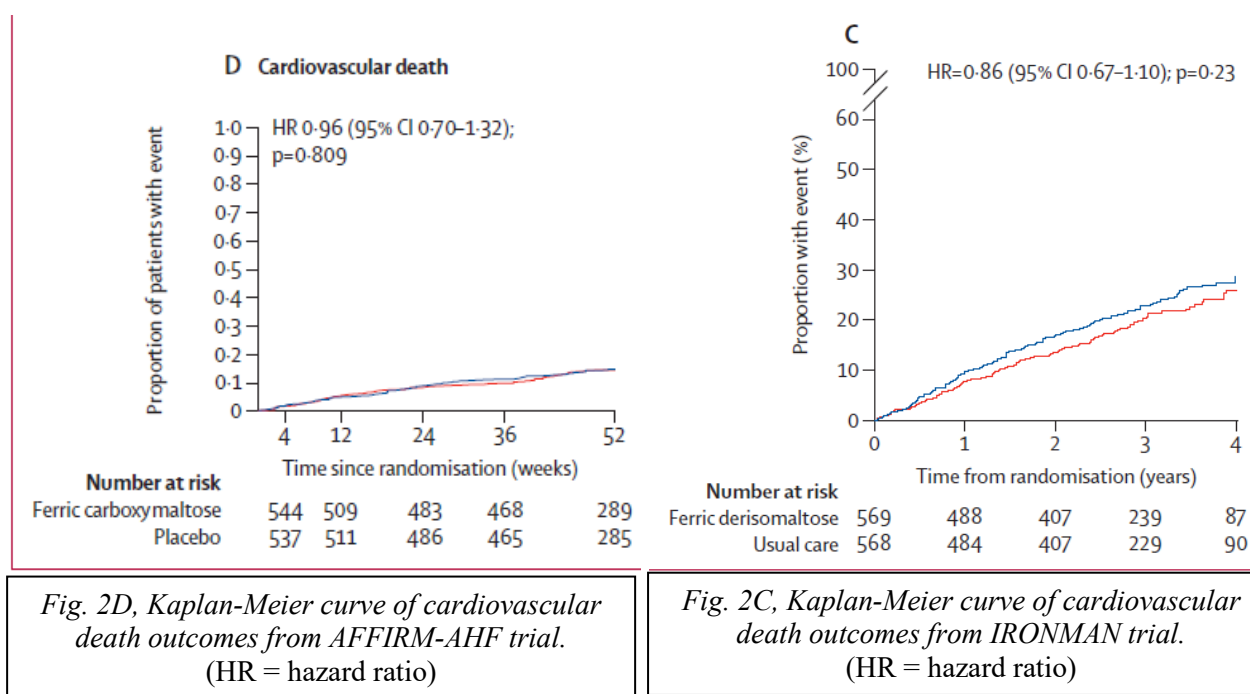 D Cardiovascular death
HR 0·96 (95% CI 0·70–1·32);
p=0·809
Proportion of patients with event
1·0
0·9
0·8
0·7
0·6
0·5
0·4
0·3
0·2
0·1
0
4 12 24 36 52
Time since randomisation (weeks)
Number at risk
Ferric carboxymaltose 544 509 483 468 289
Placebo 537 511 486 465 285
Fig. 2D, Kaplan-Meier curve of cardiovascular
death outcomes from AFFIRM-AHF trial.
(HR = hazard ratio)
C
HR=0·86 (95% CI 0·67–1·10); p=0·23
Proportion with event (%)
100
60
50
40
30
20
10
0
0 1 2 3 4
Time from randomisation (years)
Number at risk
Ferric derisomaltose 569 488 407 239 87
Usual care 568 484 407 229 90
Fig. 2C, Kaplan-Meier curve of cardiovascular
death outcomes from IRONMAN trial.
(HR = hazard ratio)